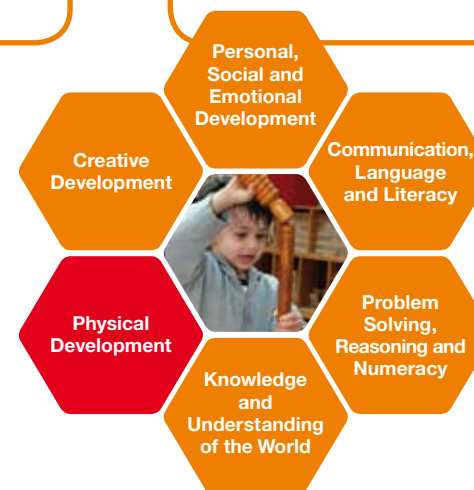 Personal,
Social and
Emotional
Development
Communication,
Language
and Literacy
Problem
Solving,
Reasoning and
Numeracy
Knowledge
and
Understanding
of the World
Physical
Development
Creative
Development